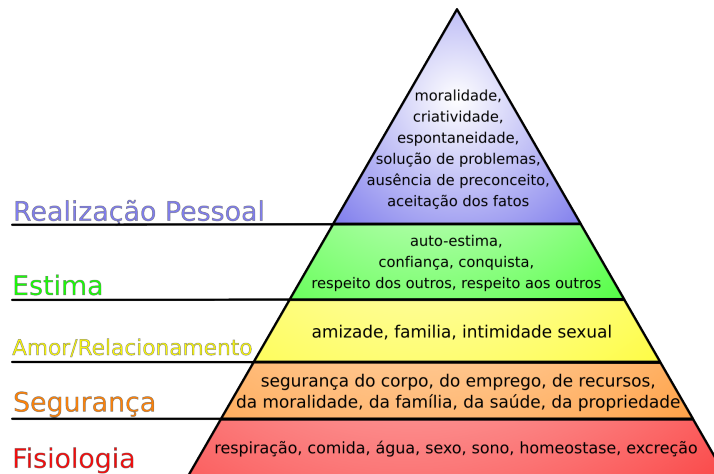 moralidade,
criatividade,
espontaneidade,
solução de problemas,
ausência de preconceito,
aceitação dos fatos
Realização Pessoal
auto-estima,
confiança, conquista,
respeito dos outros, respeito aos outros
Estima
amizade, familia, intimidade sexual
Amor/Relacionamento
segurança do corpo, do emprego, de recursos,
da moralidade, da família, da saúde, da propriedade
Segurança
respiração, comida, água, sexo, sono, homeostase, excreção
Fisiologia